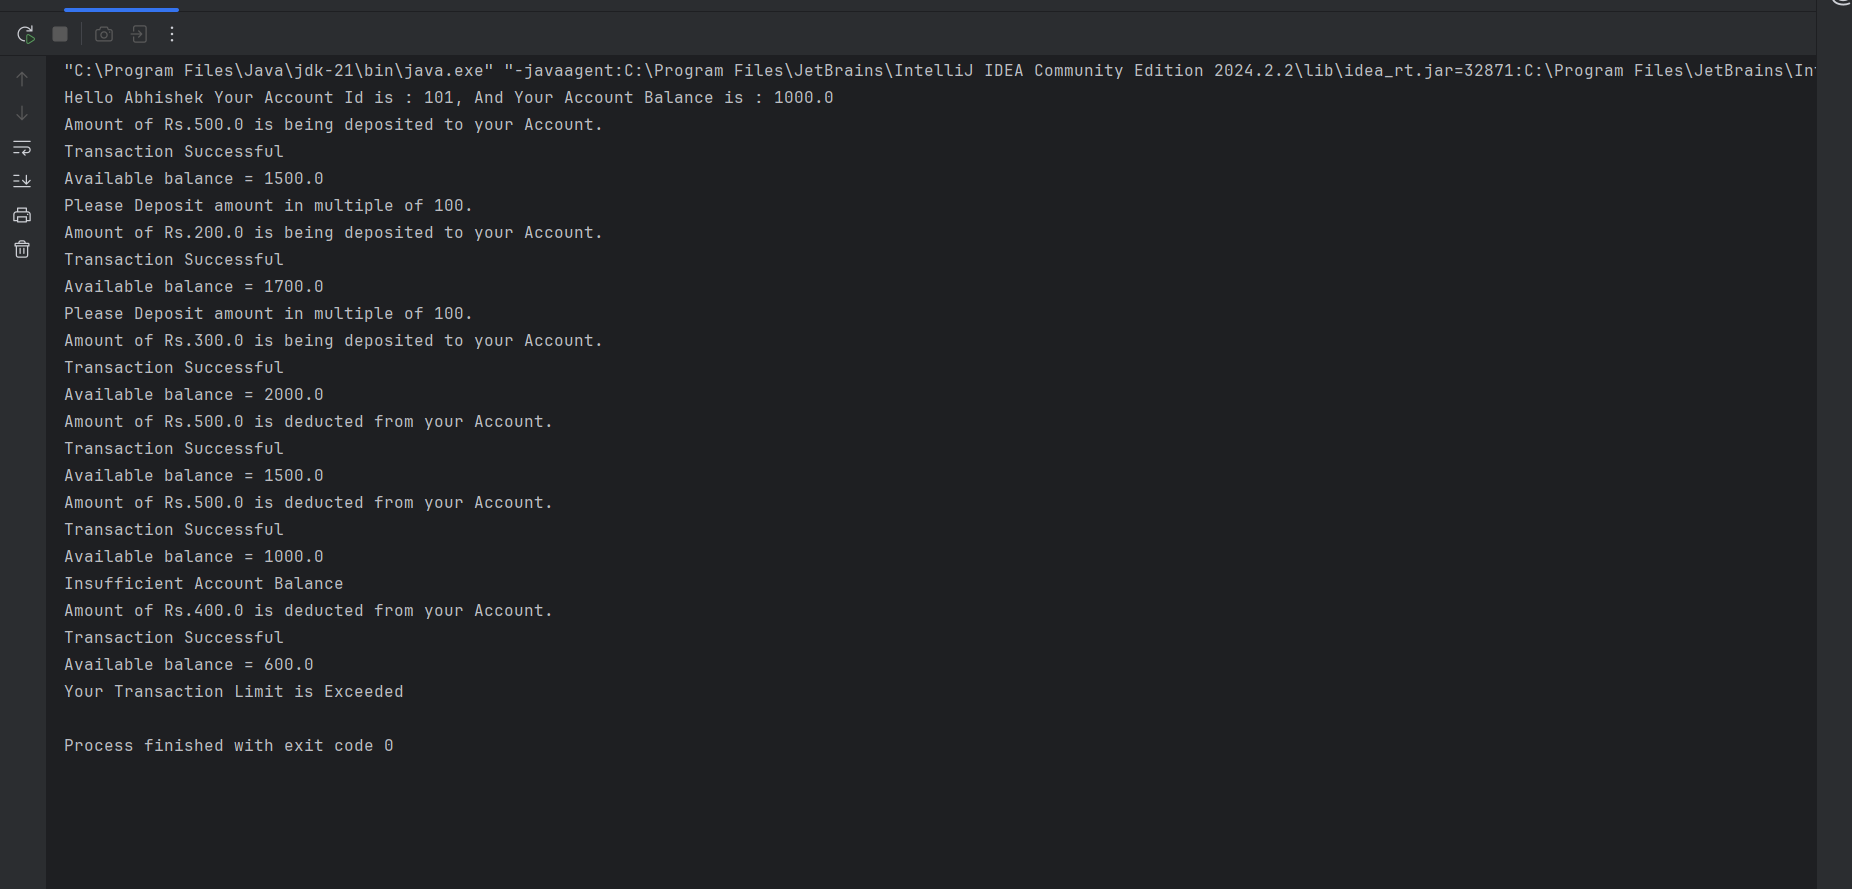 "C:\Program Files\Java\jdk-21\bin\java.exe" "-javaagent:C:\Program Files\JetBrains\IntelliJ IDEA Community Edition 2024.2.2\lib\idea_rt.jar=32871:C:\Program Files\JetBrains\Int
Hello Abhishek Your Account Id is : 101, And Your Account Balance is : 1000.0
Amount of Rs.500.0 is being deposited to your Account.
Transaction Successful
Available balance = 1500.0
Please Deposit amount in multiple of 100.
Amount of Rs.200.0 is being deposited to your Account.
Transaction Successful
Available balance = 1700.0
Please Deposit amount in multiple of 100.
Amount of Rs.300.0 is being deposited to your Account.
Transaction Successful
Available balance = 2000.0
Amount of Rs.500.0 is deducted from your Account.
Transaction Successful
Available balance = 1500.0
Amount of Rs.500.0 is deducted from your Account.
Transaction Successful
Available balance = 1000.0
Insufficient Account Balance
Amount of Rs.400.0 is deducted from your Account.
Transaction Successful
Available balance = 600.0
Your Transaction Limit is Exceeded
Process finished with exit code 0